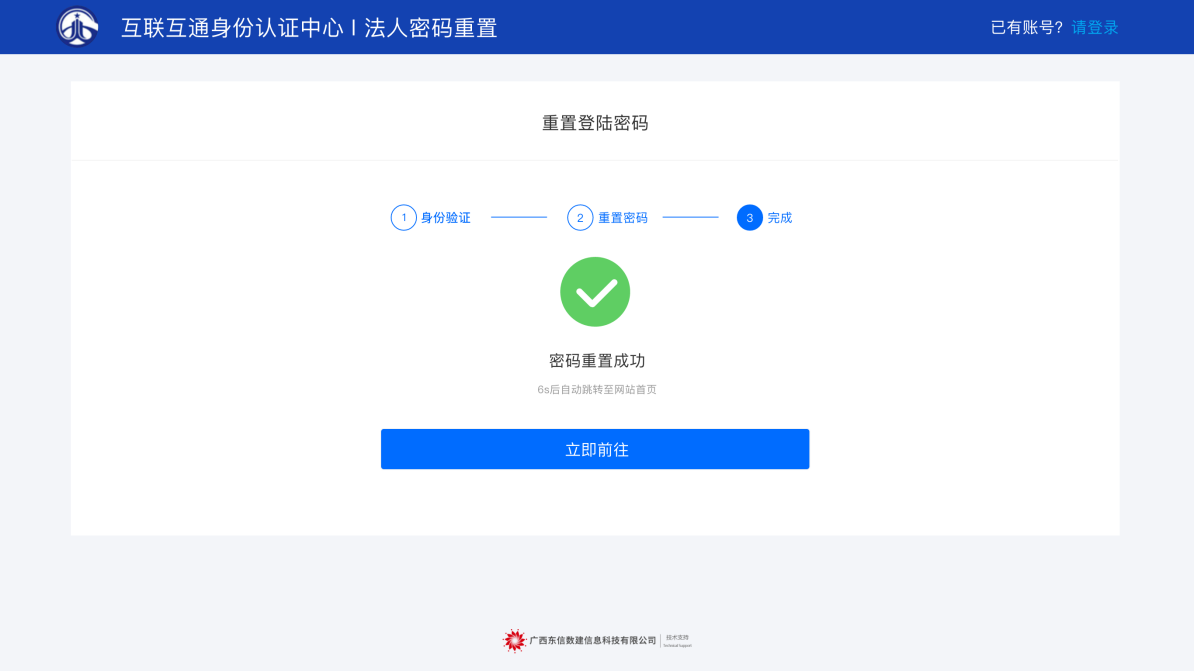 互联互通身份认证中心 | 法人密码重置
已有账号? 请登录
重置登陆密码
1 身份验证 2 重置密码 3 完成
密码重置成功
6s后自动跳转至网站首页
立即前往
广西东信数建信息科技有限公司
技术支持
Technical Support